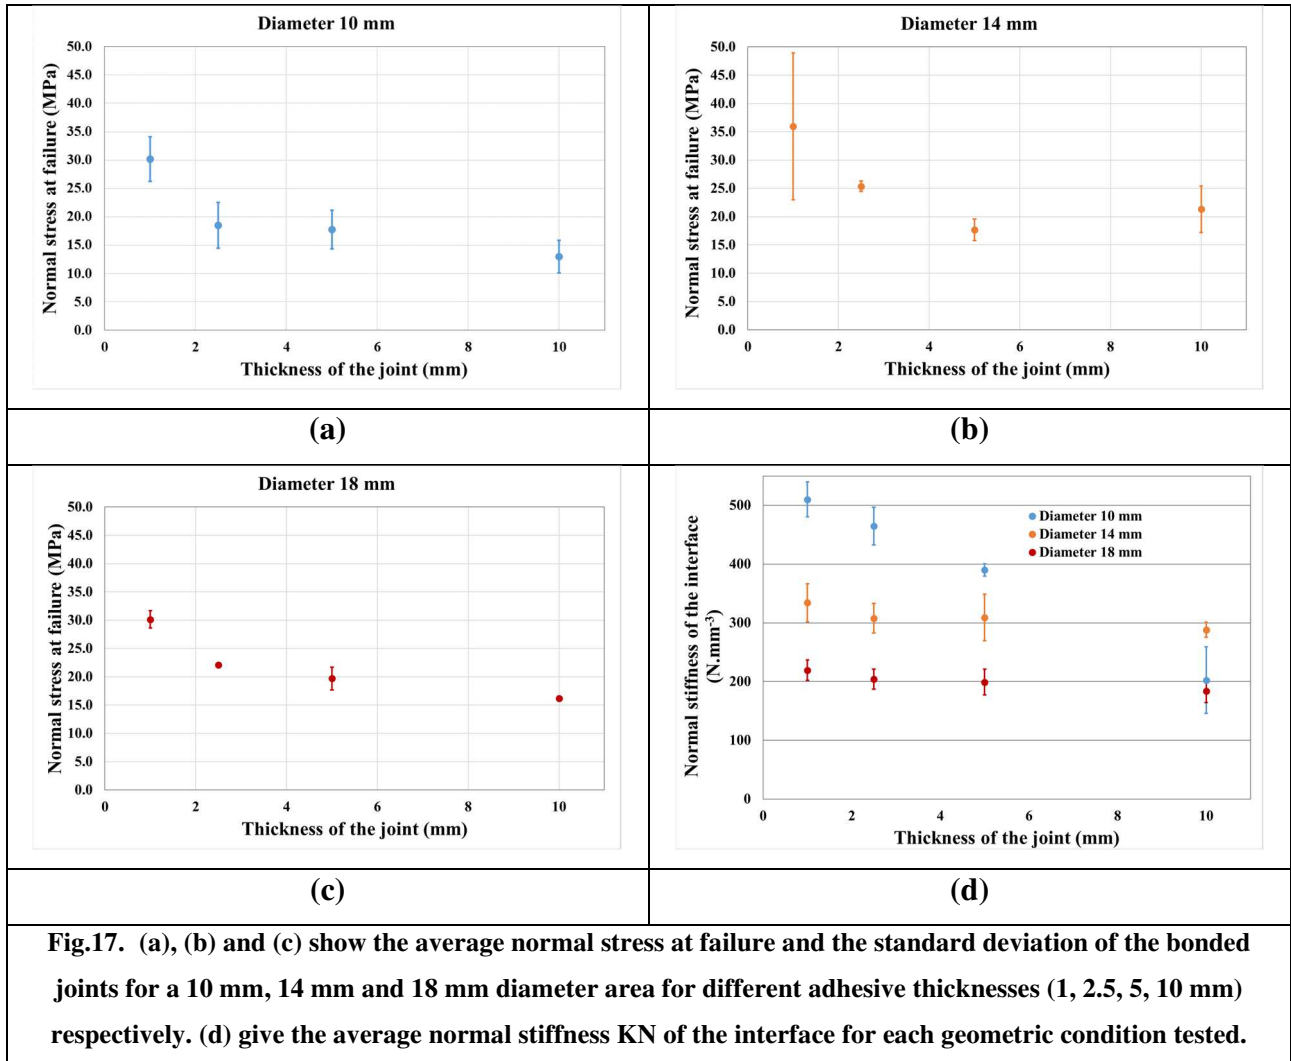 Diameter 10 mm
Normal stress at failure (MPa)
50.0
45.0
40.0
35.0
30.0
25.0
20.0
15.0
10.0
5.0
0.0
0 2 4 6 8 10
Thickness of the joint (mm)
(a)
Diameter 14 mm
Normal stress at failure (MPa)
50.0
45.0
40.0
35.0
30.0
25.0
20.0
15.0
10.0
5.0
0.0
0 2 4 6 8 10
Thickness of the joint (mm)
(b)
Diameter 18 mm
Normal stress at failure (MPa)
50.0
45.0
40.0
35.0
30.0
25.0
20.0
15.0
10.0
5.0
0.0
0 2 4 6 8 10
Thickness of the joint (mm)
(c)
Normal stiffness of the interface
(N.mm⁻³)
500
400
300
200
100
0
Diameter 10 mm
Diameter 14 mm
Diameter 18 mm
0 2 4 6 8 10
Thickness of the joint (mm)
(d)
Fig.17. (a), (b) and (c) show the average normal stress at failure and the standard deviation of the bonded
joints for a 10 mm, 14 mm and 18 mm diameter area for different adhesive thicknesses (1, 2.5, 5, 10 mm)
respectively. (d) give the average normal stiffness KN of the interface for each geometric condition tested.